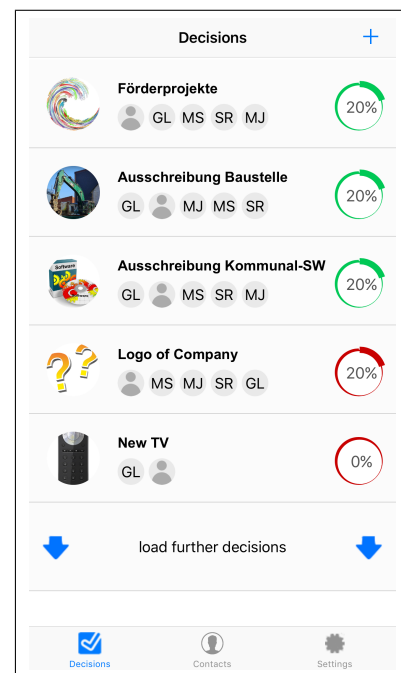 Decisions +
Förderprojekte
GL MS SR MJ
20%
Ausschreibung Baustelle
GL MJ MS SR
20%
Ausschreibung Kommunal-SW
GL MS SR MJ
20%
Software
Logo of Company
MS MJ SR GL
20%
??
New TV
GL
0%
load further decisions
Decisions Contacts Settings